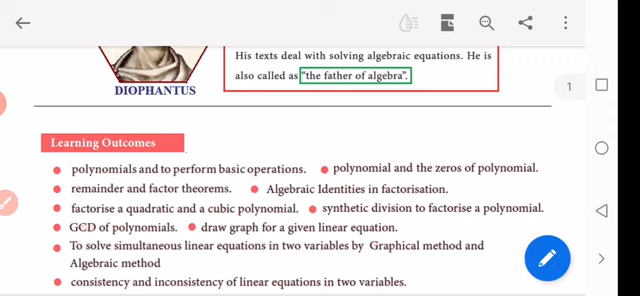 His texts deal with solving algebraic equations. He is
also called as “the father of algebra”.
DIOPHANTUS
1
Learning Outcomes
polynomials and to perform basic operations. polynomial and the zeros of polynomial.
remainder and factor theorems. Algebraic Identities in factorisation.
factorise a quadratic and a cubic polynomial. synthetic division to factorise a polynomial.
GCD of polynomials. draw graph for a given linear equation.
To solve simultaneous linear equations in two variables by Graphical method and
Algebraic method
consistency and inconsistency of linear equations in two variables.